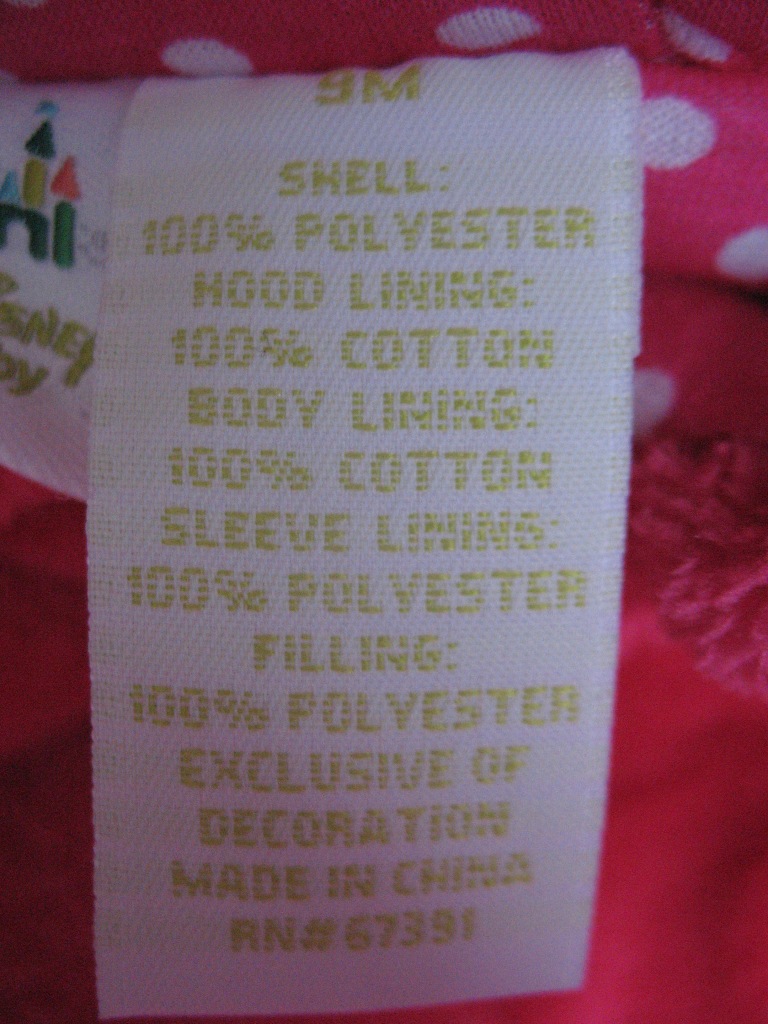 9M
SHELL:
100% POLYESTER
HOOD LINING:
100% COTTON
BODY LINING:
100% COTTON
SLEEVE LINING:
100% POLYESTER
FILLING:
100% POLYESTER
EXCLUSIVE OF
DECORATION
MADE IN CHINA
RN#67391